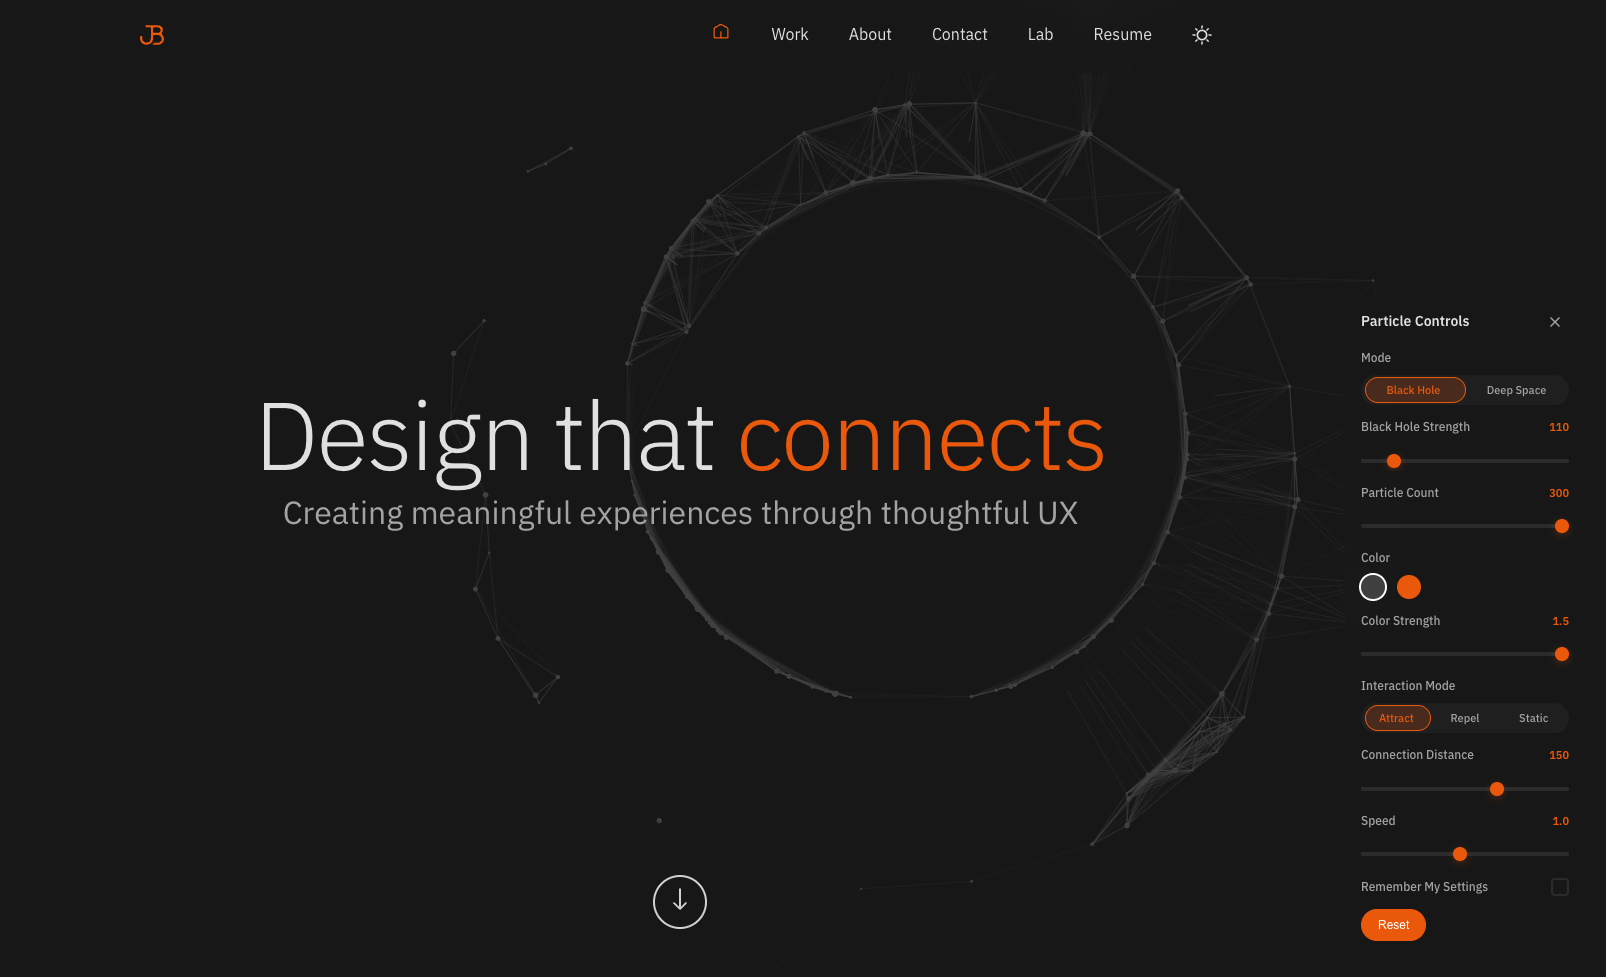 JB
Work About Contact Lab Resume
Design that connects
Creating meaningful experiences through thoughtful UX
Particle Controls
Mode
Black Hole Deep Space
Black Hole Strength 110
Particle Count 300
Color
Color Strength 1.5
Interaction Mode
Attract Repel Static
Connection Distance 150
Speed 1.0
Remember My Settings
Reset